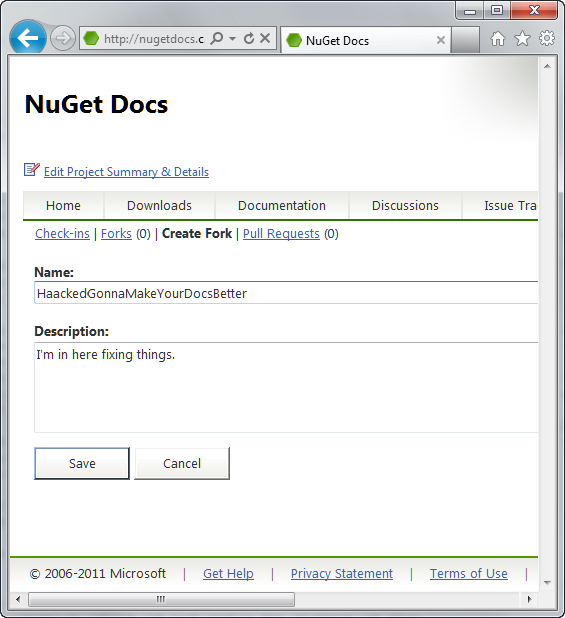 http://nugetdocs.c
NuGet Docs
NuGet Docs
Edit Project Summary & Details
Home Downloads Documentation Discussions Issue Tra
Check-ins | Forks (0) | Create Fork | Pull Requests (0)
Name:
HaackedGonnaMakeYourDocsBetter
Description:
I'm in here fixing things.
Save Cancel
© 2006-2011 Microsoft | Get Help | Privacy Statement | Terms of Use |